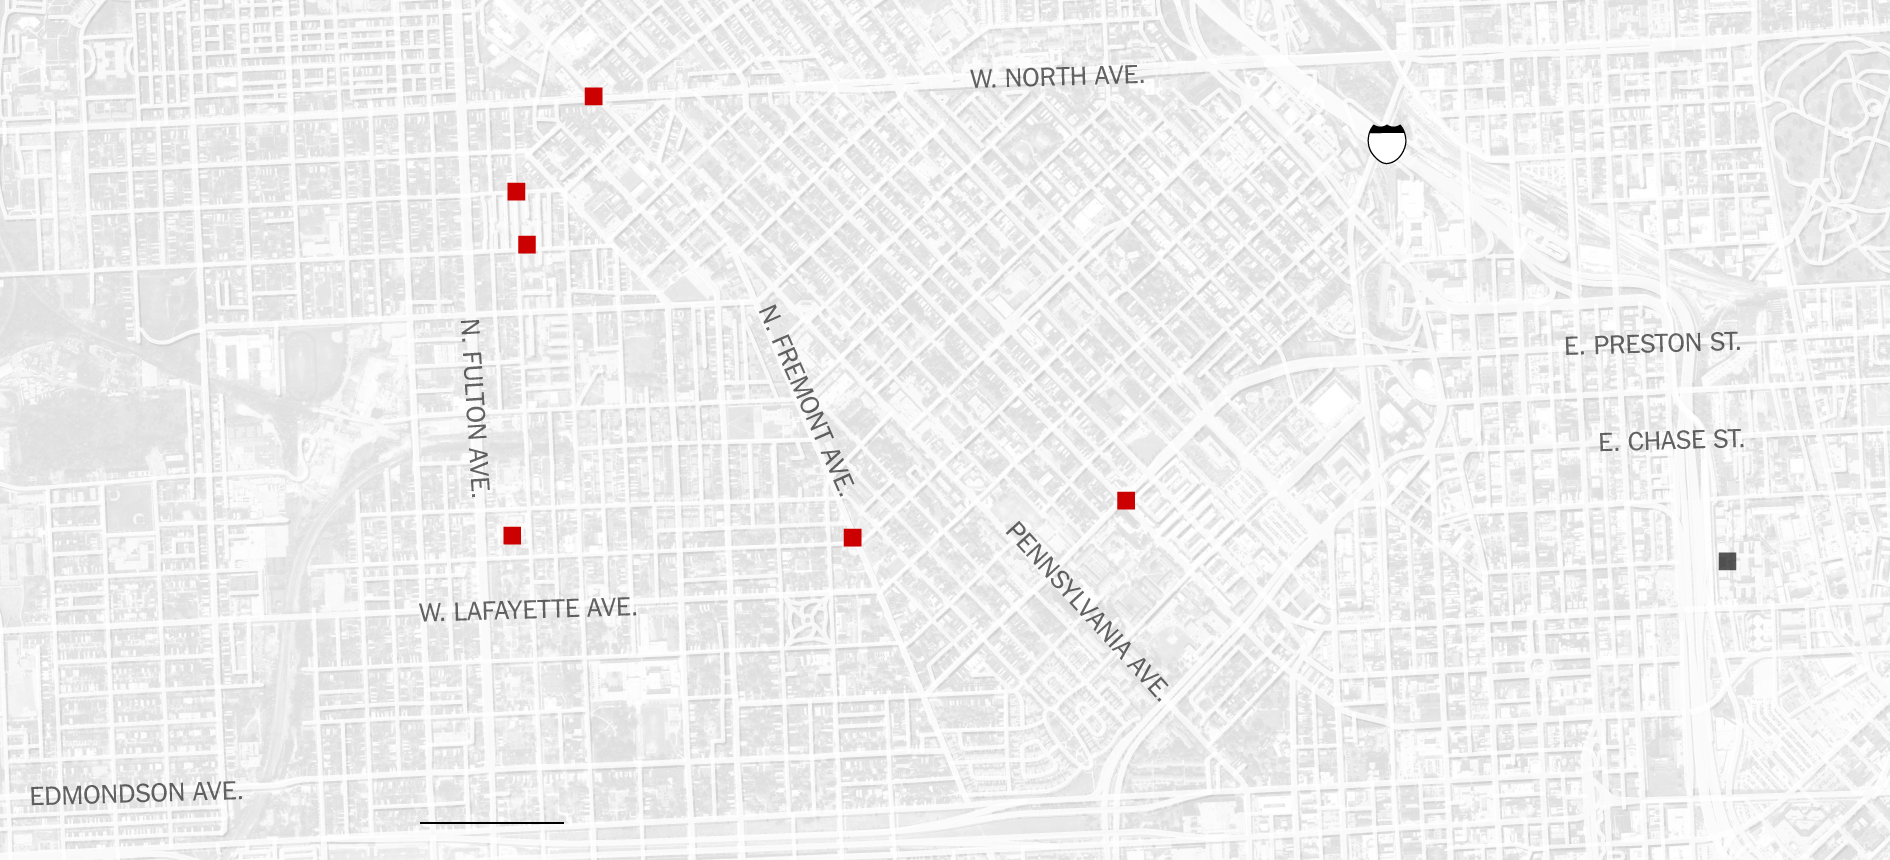 W. NORTH AVE.
N. FULTON AVE.
N. FREMONT AVE.
E. PRESTON ST.
E. CHASE ST.
PENNSYLVANIA AVE.
W. LAFAYETTE AVE.
EDMONDSON AVE.